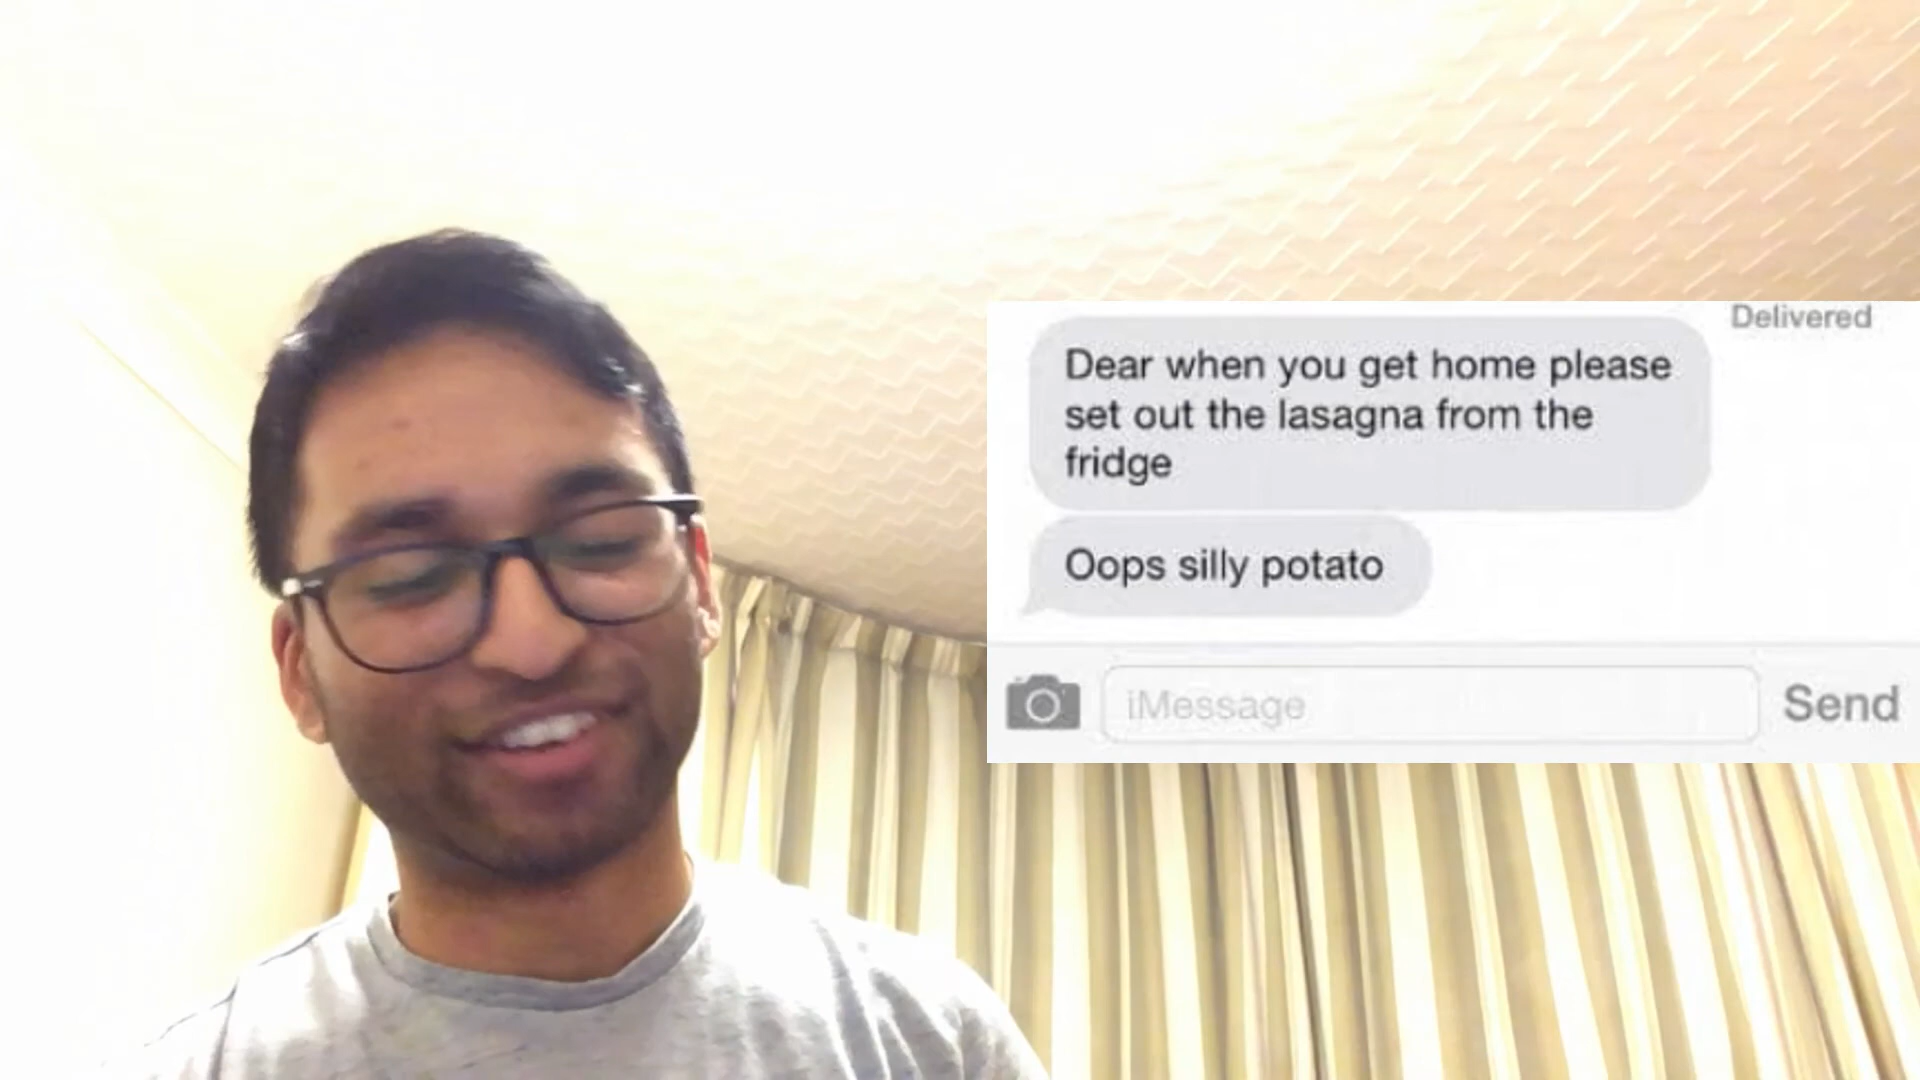 Delivered
Dear when you get home please
set out the lasagna from the
fridge
Oops silly potato
iMessage
Send